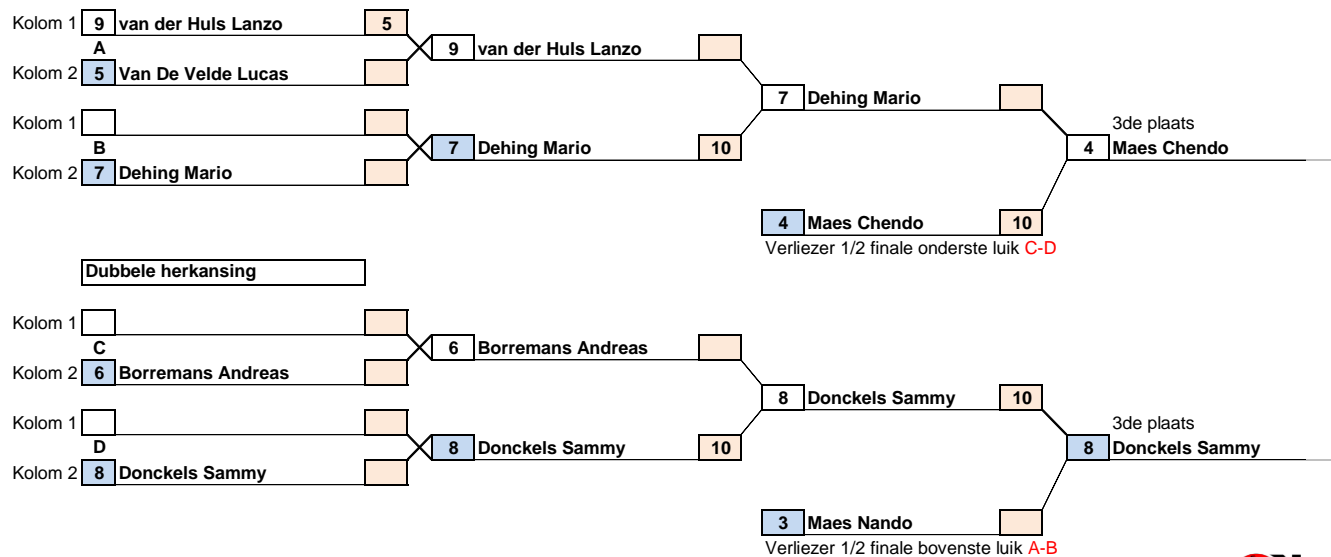 Kolom 1 9 van der Huls Lanzo 5
A
9 van der Huls Lanzo
Kolom 2 5 Van De Velde Lucas
7 Dehing Mario
Kolom 1
3de plaats
B
7 Dehing Mario 10
4 Maes Chendo
Kolom 2 7 Dehing Mario
4 Maes Chendo 10
Verliezer 1/2 finale onderste luik C-D
Dubbele herkansing
Kolom 1
C
6 Borremans Andreas
Kolom 2 6 Borremans Andreas
8 Donckels Sammy 10
Kolom 1
3de plaats
D
8 Donckels Sammy 10
8 Donckels Sammy
Kolom 2 8 Donckels Sammy
3 Maes Nando
Verliezer 1/2 finale bovenste luik A-B